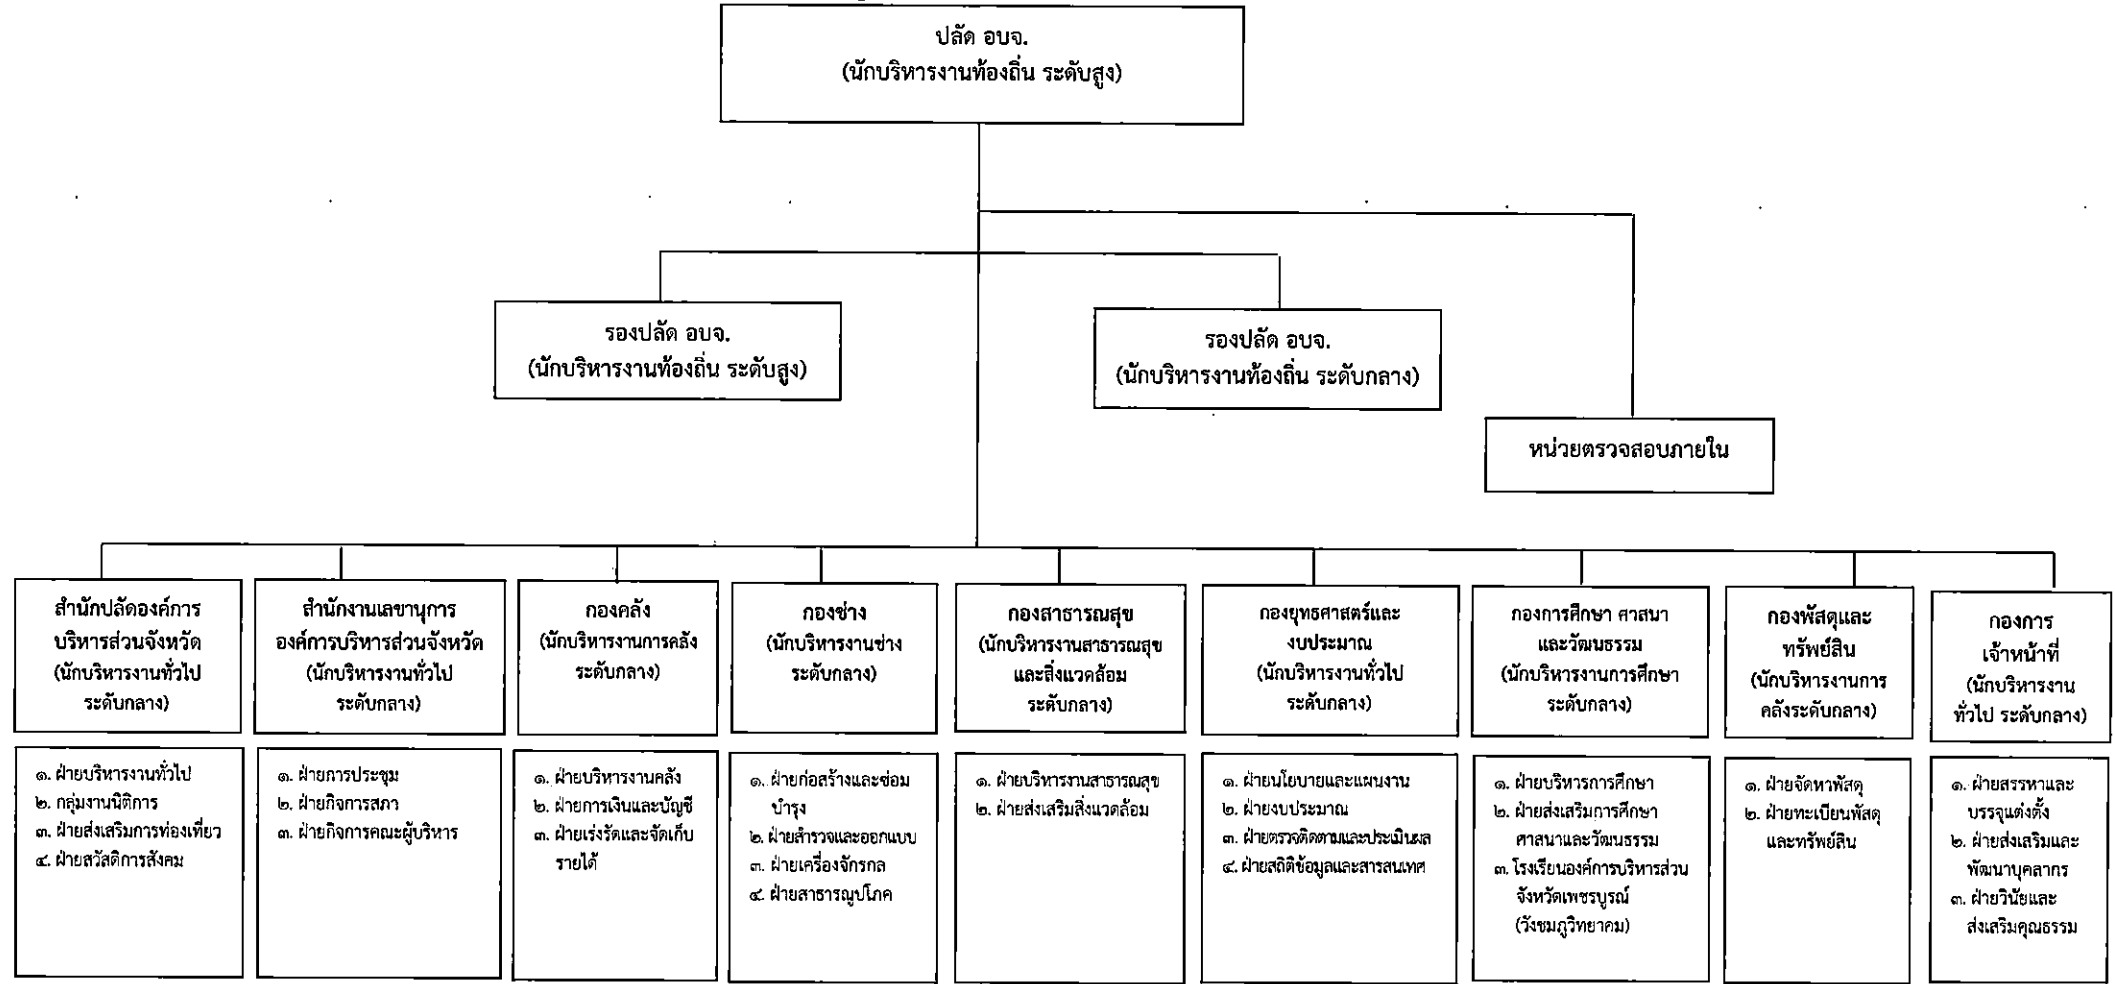 ปลัด อบจ.
(นักบริหารงานท้องถิ่น ระดับสูง)
รองปลัด อบจ.
(นักบริหารงานท้องถิ่น ระดับสูง)
รองปลัด อบจ.
(นักบริหารงานท้องถิ่น ระดับกลาง)
หน่วยตรวจสอบภายใน
สำนักปลัดองค์การ
บริหารส่วนจังหวัด
(นักบริหารงานทั่วไป
ระดับกลาง)
สำนักงานเลขานุการ
องค์การบริหารส่วนจังหวัด
(นักบริหารงานทั่วไป
ระดับกลาง)
กองคลัง
(นักบริหารงานการคลัง
ระดับกลาง)
กองช่าง
(นักบริหารงานช่าง
ระดับกลาง)
กองสาธารณสุข
(นักบริหารงานสาธารณสุข
และสิ่งแวดล้อม
ระดับกลาง)
กองยุทธศาสตร์และ
งบประมาณ
(นักบริหารงานทั่วไป
ระดับกลาง)
กองการศึกษา ศาสนา
และวัฒนธรรม
(นักบริหารงานการศึกษา
ระดับกลาง)
กองพัสดุและ
ทรัพย์สิน
(นักบริหารงานการ
คลังระดับกลาง)
กองการ
เจ้าหน้าที่
(นักบริหารงาน
ทั่วไป ระดับกลาง)
๑. ฝ่ายบริหารงานทั่วไป
๒. กลุ่มงานนิติการ
๓. ฝ่ายส่งเสริมการท่องเที่ยว
๔. ฝ่ายสวัสดิการสังคม
๑. ฝ่ายการประชุม
๒. ฝ่ายกิจการสภา
๓. ฝ่ายกิจการคณะผู้บริหาร
๑. ฝ่ายบริหารงานคลัง
๒. ฝ่ายการเงินและบัญชี
๓. ฝ่ายเร่งรัดและจัดเก็บ
รายได้
๑. ฝ่ายก่อสร้างและซ่อม
บำรุง
๒. ฝ่ายสำรวจและออกแบบ
๓. ฝ่ายเครื่องจักรกล
๔. ฝ่ายสาธารณูปโภค
๑. ฝ่ายบริหารงานสาธารณสุข
๒. ฝ่ายส่งเสริมสิ่งแวดล้อม
๑. ฝ่ายนโยบายและแผนงาน
๒. ฝ่ายงบประมาณ
๓. ฝ่ายตรวจติดตามและประเมินผล
๔. ฝ่ายสถิติข้อมูลและสารสนเทศ
๑. ฝ่ายบริหารการศึกษา
๒. ฝ่ายส่งเสริมการศึกษา
ศาสนาและวัฒนธรรม
๓. โรงเรียนองค์การบริหารส่วน
จังหวัดเพชรบูรณ์
(วังชมภูวิทยาคม)
๑. ฝ่ายจัดหาพัสดุ
๒. ฝ่ายทะเบียนพัสดุ
และทรัพย์สิน
๑. ฝ่ายสรรหาและ
บรรจุแต่งตั้ง
๒. ฝ่ายส่งเสริมและ
พัฒนาบุคลากร
๓. ฝ่ายวินัยและ
ส่งเสริมคุณธรรม